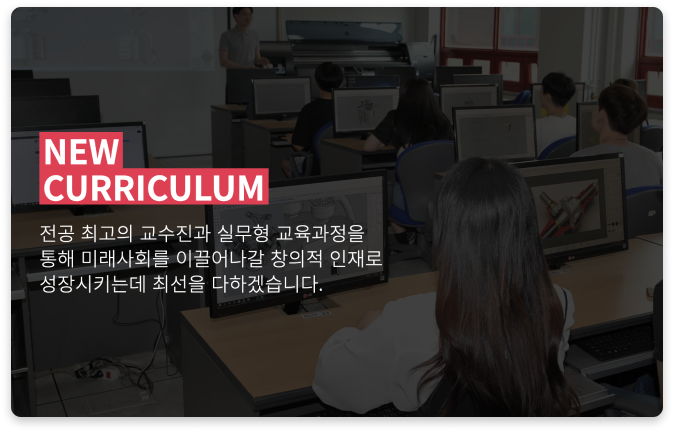 NEW
CURRICULUM
전공 최고의 교수진과 실무형 교육과정을
통해 미래사회를 이끌어나갈 창의적 인재로
성장시키는데 최선을 다하겠습니다.